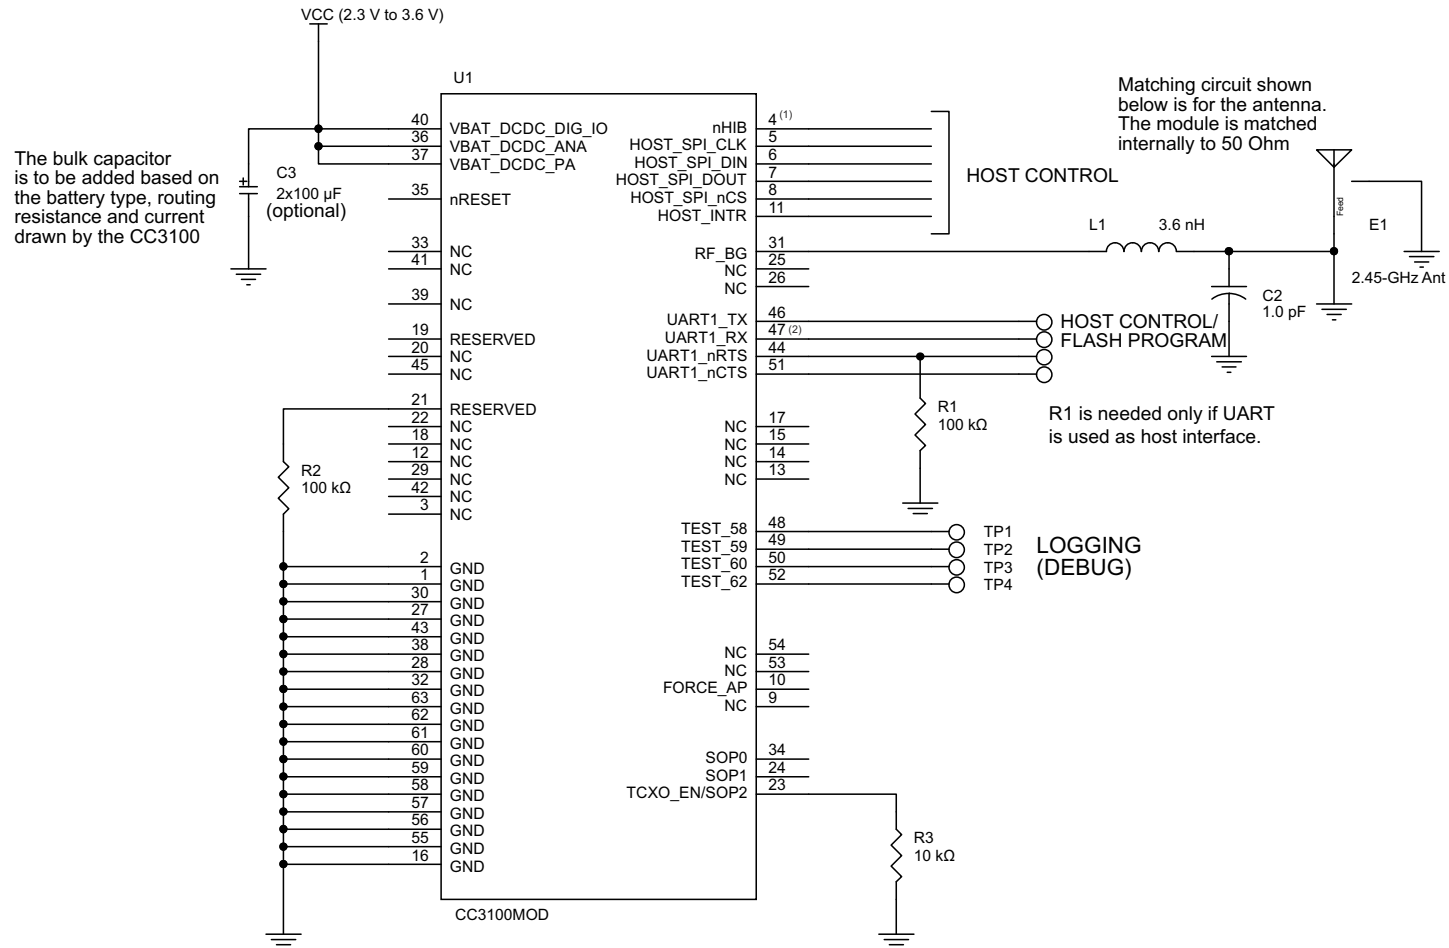 VCC (2.3 V to 3.6 V)
U1
The bulk capacitor
is to be added based on
the battery type, routing
resistance and current
drawn by the CC3100
C3
2x100 µF
(optional)
40 VBAT_DCDC_DIG_IO
36 VBAT_DCDC_ANA
37 VBAT_DCDC_PA
35 nRESET
33 NC
41 NC
39 NC
19 RESERVED
20 NC
45 NC
21 RESERVED
22 NC
18 NC
12 NC
29 NC
42 NC
3 NC
R2
100 kΩ
2 GND
1 GND
30 GND
27 GND
43 GND
38 GND
28 GND
32 GND
63 GND
62 GND
61 GND
60 GND
59 GND
58 GND
57 GND
56 GND
55 GND
16 GND
CC3100MOD
nHIB 4 (1)
HOST_SPI_CLK 5
HOST_SPI_DIN 6
HOST_SPI_DOUT 7
HOST_SPI_nCS 8
HOST_INTR 11
HOST CONTROL
RF_BG 31
NC 25
NC 26
UART1_TX 46
UART1_RX 47 (2)
UART1_nRTS 44
UART1_nCTS 51
HOST CONTROL/
FLASH PROGRAM
R1
100 kΩ
R1 is needed only if UART
is used as host interface.
NC 17
NC 15
NC 14
NC 13
TEST_58 48 TP1
TEST_59 49 TP2
TEST_60 50 TP3
TEST_62 52 TP4
LOGGING
(DEBUG)
NC 54
NC 53
FORCE_AP 10
NC 9
SOP0 34
SOP1 24
TCXO_EN/SOP2 23
R3
10 kΩ
Matching circuit shown
below is for the antenna.
The module is matched
internally to 50 Ohm
L1 3.6 nH
Feed
E1
2.45-GHz Ant
C2
1.0 pF